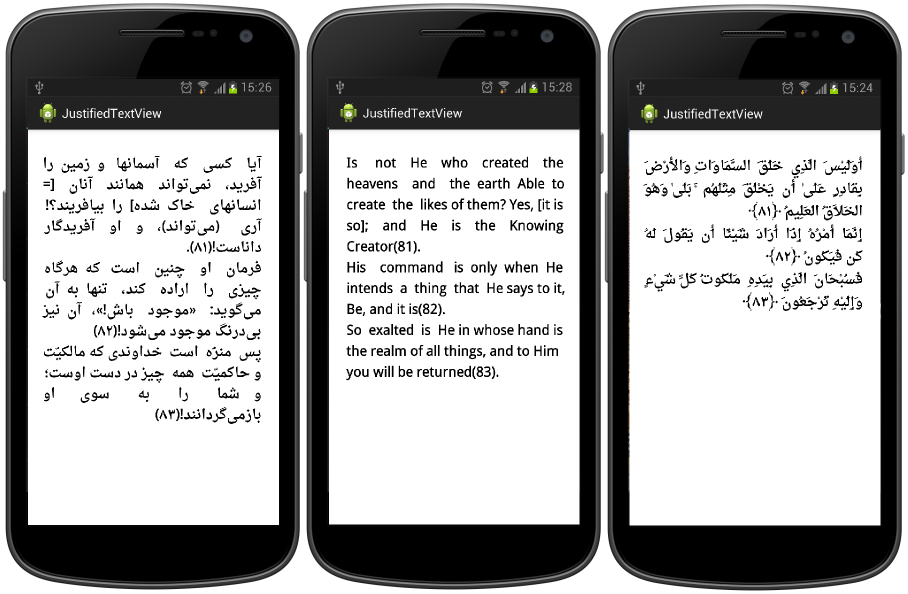 15:26
JustifiedTextView
آیا کسی که آسمانها و زمین را
آفرید، نمی‌تواند همانند آنان [=
انسانهای خاک شده] را بیافریند؟!
آری (می‌تواند)، و او آفریدگار
داناست!(۸۱).
فرمان او چنین است که هرگاه
چیزی را اراده کند، تنها به آن
می‌گوید: «موجود باش!»، آن نیز
بی‌درنگ موجود می‌شود!(۸۲)
پس منزّه است خداوندی که مالکیّت
و حاکمیّت همه چیز در دست اوست؛
و شما را به سوی او
بازمی‌گردانند!(۸۳)
15:28
JustifiedTextView
Is not He who created the
heavens and the earth Able to
create the likes of them? Yes, [it is
so]; and He is the Knowing
Creator(81).
His command is only when He
intends a thing that He says to it,
Be, and it is(82).
So exalted is He in whose hand is
the realm of all things, and to Him
you will be returned(83).
15:24
JustifiedTextView
أَوَلَيْسَ الَّذِي خَلَقَ السَّمَاوَاتِ وَالْأَرْضَ
بِقَادِرٍ عَلَىٰ أَن يَخْلُقَ مِثْلَهُم ۚ بَلَىٰ وَهُوَ
الْخَلَّاقُ الْعَلِيمُ ﴿٨١﴾
إِنَّمَا أَمْرُهُ إِذَا أَرَادَ شَيْئًا أَن يَقُولَ لَهُ
كُن فَيَكُونُ ﴿٨٢﴾
فَسُبْحَانَ الَّذِي بِيَدِهِ مَلَكُوتُ كُلِّ شَيْءٍ
وَإِلَيْهِ تُرْجَعُونَ ﴿٨٣﴾